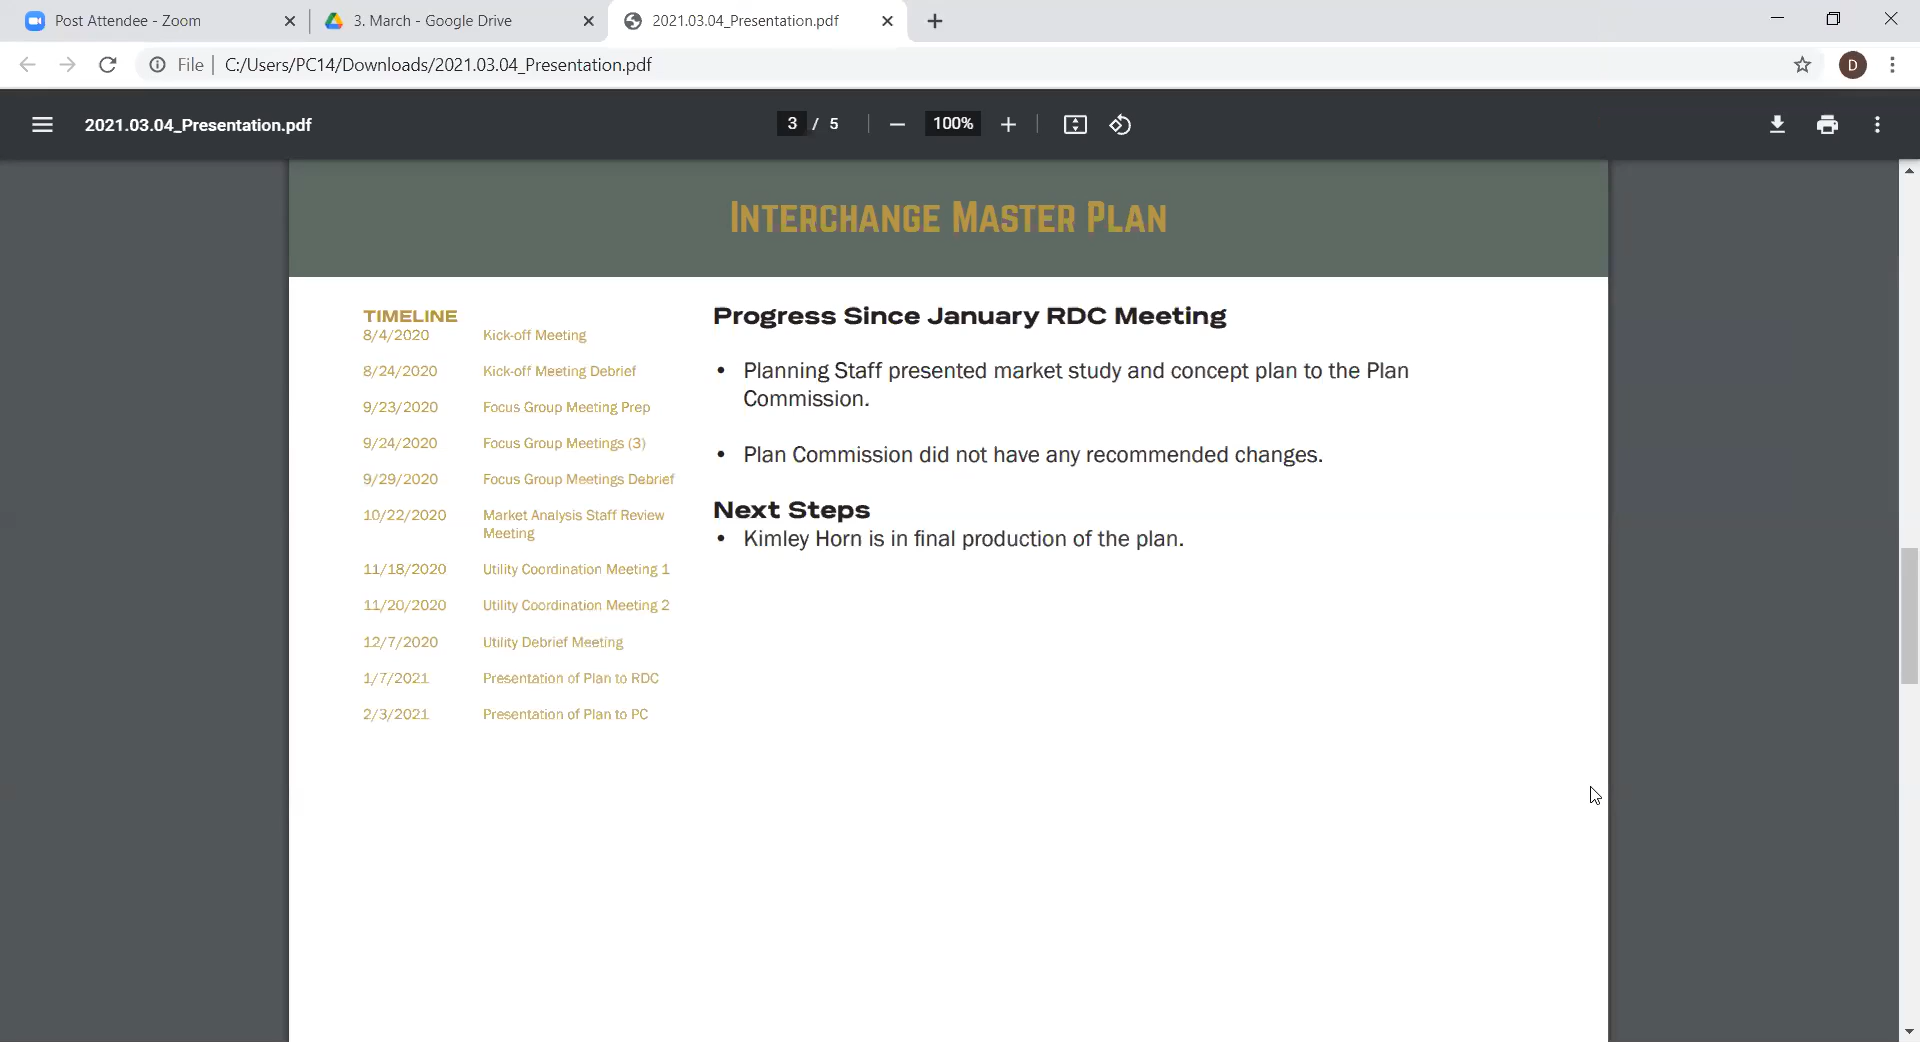 Post Attendee - Zoom
3. March - Google Drive
2021.03.04_Presentation.pdf
File
C:/Users/PC14/Downloads/2021.03.04_Presentation.pdf
D
2021.03.04_Presentation.pdf
3 / 5
100%
INTERCHANGE MASTER PLAN
TIMELINE
8/4/2020 Kick-off Meeting
8/24/2020 Kick-off Meeting Debrief
9/23/2020 Focus Group Meeting Prep
9/24/2020 Focus Group Meetings (3)
9/29/2020 Focus Group Meetings Debrief
10/22/2020 Market Analysis Staff Review
Meeting
11/18/2020 Utility Coordination Meeting 1
11/20/2020 Utility Coordination Meeting 2
12/7/2020 Utility Debrief Meeting
1/7/2021 Presentation of Plan to RDC
2/3/2021 Presentation of Plan to PC
Progress Since January RDC Meeting
• Planning Staff presented market study and concept plan to the Plan
Commission.
• Plan Commission did not have any recommended changes.
Next Steps
• Kimley Horn is in final production of the plan.